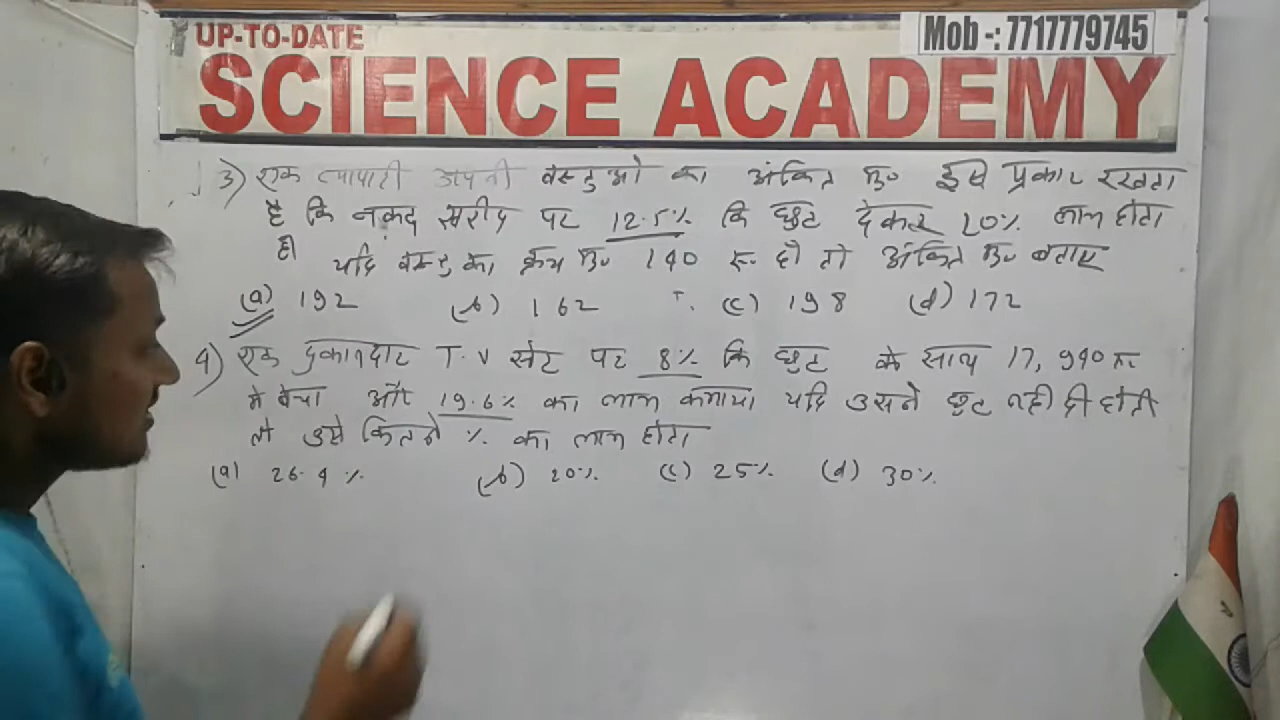 UP-TO-DATE
Mob -: 7717779745
SCIENCE ACADEMY
3) एक व्यापारी अपनी वस्तुओ का अंकित मू० इस प्रकार रखता
है कि नकद खरीद पर 12.5% कि छुट देकर 20% लाभ होता
हो यदि वस्तु का क्रय मू० 140 रू० हो तो अंकित मू० बताए
(a) 192 (b) 162 (c) 198 (d) 172
4) एक दुकानदार T.V सेट पर 8% कि छुट के साथ 17,940 रू
मे बेचा और 19.6% का लाभ कमाया यदि उसने छुट नही दी होती
तो उसे कितने % का लाभ होता
(a) 26.4% (b) 20% (c) 25% (d) 30%